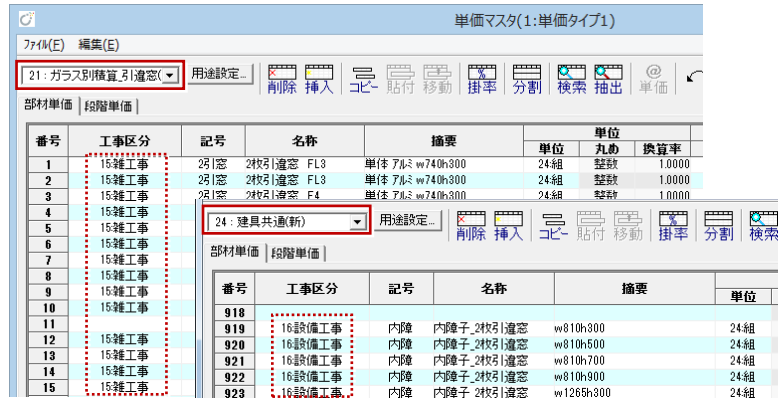 単価マスタ(1:単価タイプ1)
ファイル(F) 編集(E)
21 : ガラス別積算_引違窓( 用途設定... 削除 挿入 コピー 貼付 移動 掛率 分割 検索 抽出 単価
部材単価 段階単価
番号 工事区分 記号 名称 摘要 単位
単位 丸め 換算率
1 15:雑工事 2引窓 2枚引違窓 FL3 単体 アルミ w740h300 24:組 整数 1.0000
2 15:雑工事 2引窓 2枚引違窓 FL3 単体 アルミ w740h500 24:組 整数 1.0000
3 15:雑工事 2引窓 2枚引違窓 F4 単体 アルミ w740h300 24:組 整数 1.0000
4 15:雑工事
5 15:雑工事
6 15:雑工事
7 15:雑工事
8 15:雑工事
9 15:雑工事
10 15:雑工事
11
12 15:雑工事
13 15:雑工事
14 15:雑工事
15 15:雑工事
24 : 建具共通(新) 用途設定... 削除 挿入 コピー 貼付 移動 掛率 分割 検索
部材単価 段階単価
番号 工事区分 記号 名称 摘要
単位
918
919 16:設備工事 内障 内障子_2枚引違窓 w810h300 24:組
920 16:設備工事 内障 内障子_2枚引違窓 w810h500 24:組
921 16:設備工事 内障 内障子_2枚引違窓 w810h700 24:組
922 16:設備工事 内障 内障子_2枚引違窓 w810h900 24:組
923 16:設備工事 内障 内障子_2枚引違窓 w1265h300 24:組